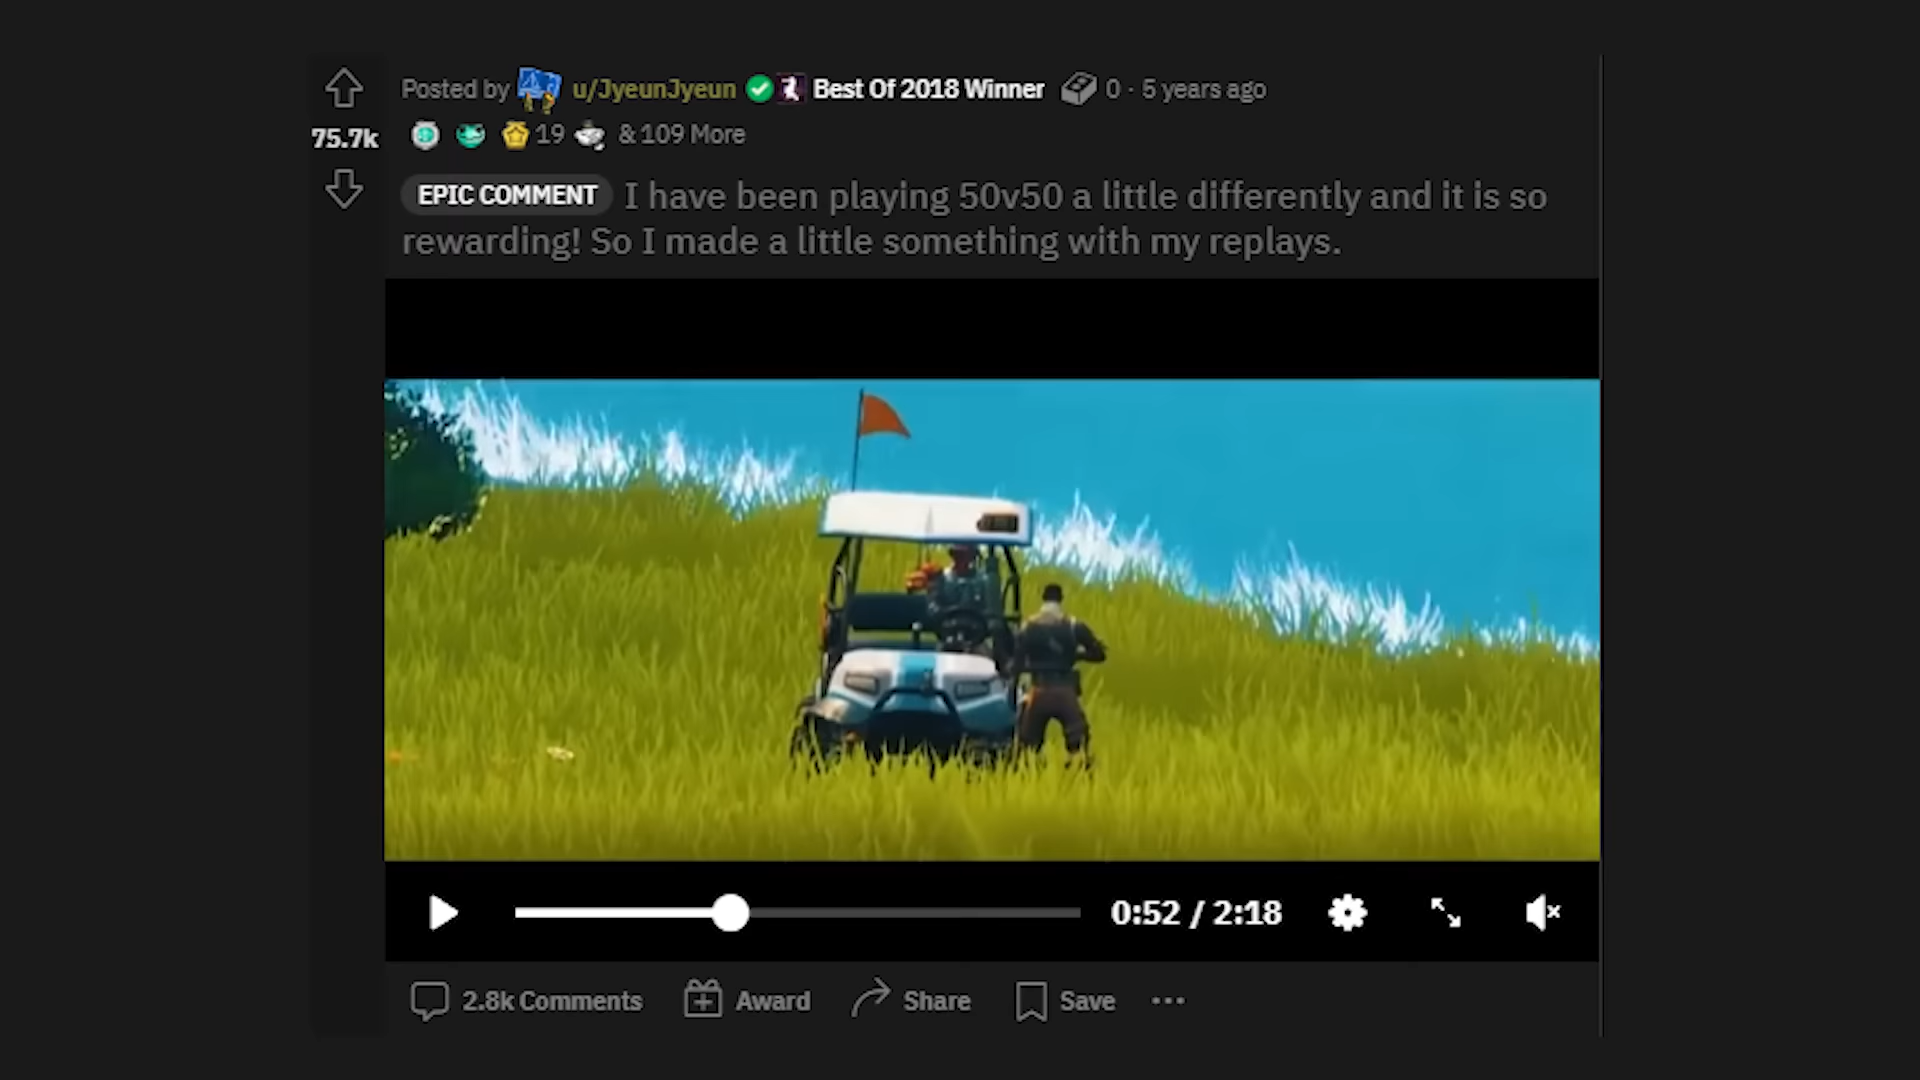 Posted by u/JyeunJyeun Best Of 2018 Winner 0 · 5 years ago
75.7k 19 & 109 More
EPIC COMMENT I have been playing 50v50 a little differently and it is so
rewarding! So I made a little something with my replays.
0:52 / 2:18
2.8k Comments Award Share Save ···